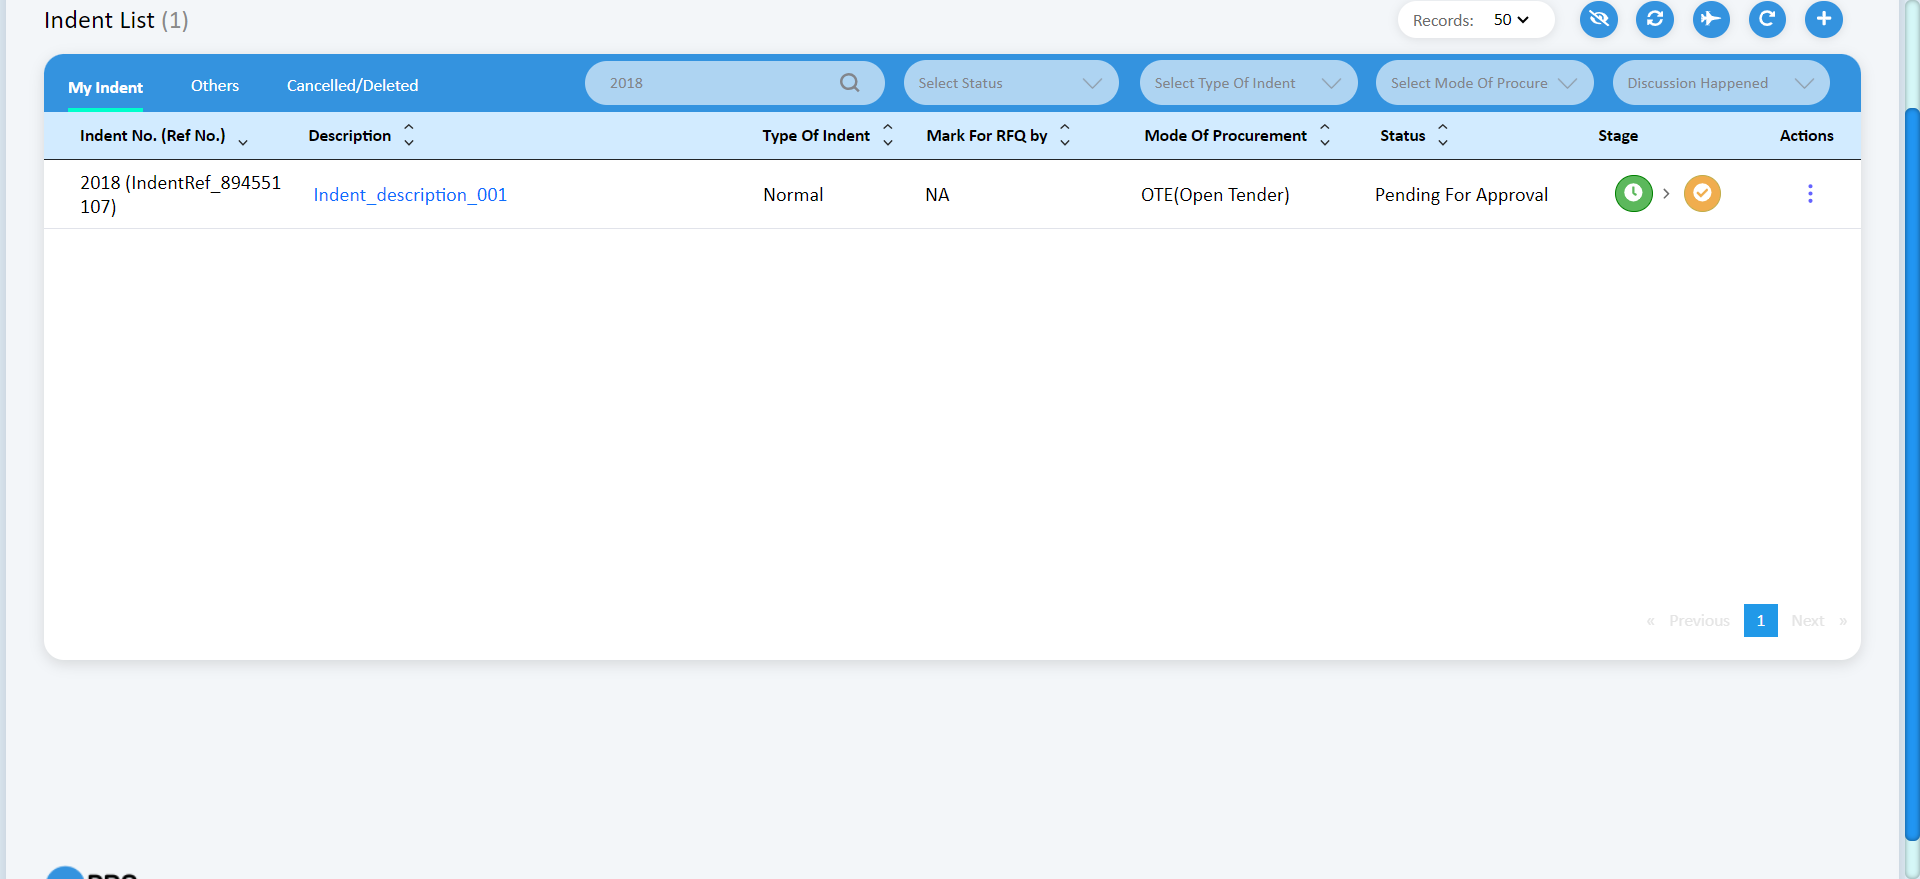 Indent List (1)
Records: 50
My Indent Others Cancelled/Deleted 2018 Select Status Select Type Of Indent Select Mode Of Procure Discussion Happened
Indent No. (Ref No.) Description Type Of Indent Mark For RFQ by Mode Of Procurement Status Stage Actions
2018 (IndentRef_894551
107) Indent_description_001 Normal NA OTE(Open Tender) Pending For Approval
« Previous 1 Next »